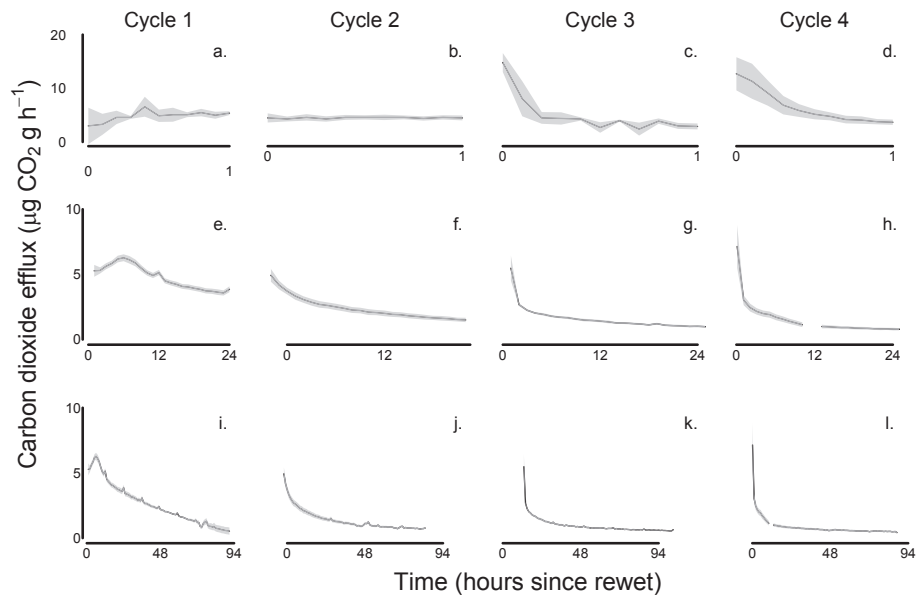 Cycle 1 Cycle 2 Cycle 3 Cycle 4
20
a. b. c. d.
10
0
0 1 0 1 0 1 0 1
10
e. f. g. h.
5
0
0 12 24 0 12 0 12 24 0 12 24
10
i. j. k. l.
5
0
0 48 94 0 48 94 0 48 94 0 48 94
Carbon dioxide efflux (µg CO₂ g h⁻¹)
Time (hours since rewet)